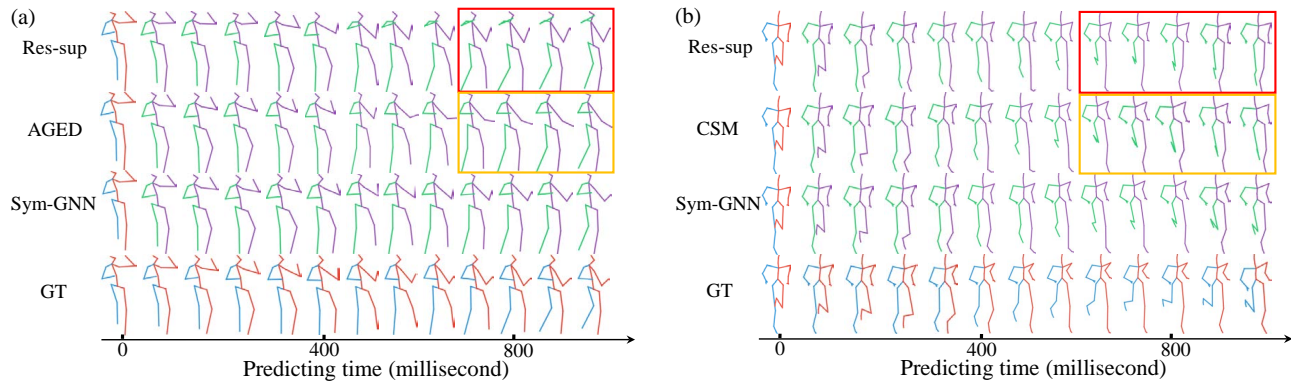 (a)
Res-sup
AGED
Sym-GNN
GT
0
400
800
Predicting time (millisecond)
(b)
Res-sup
CSM
Sym-GNN
GT
0
400
800
Predicting time (millisecond)